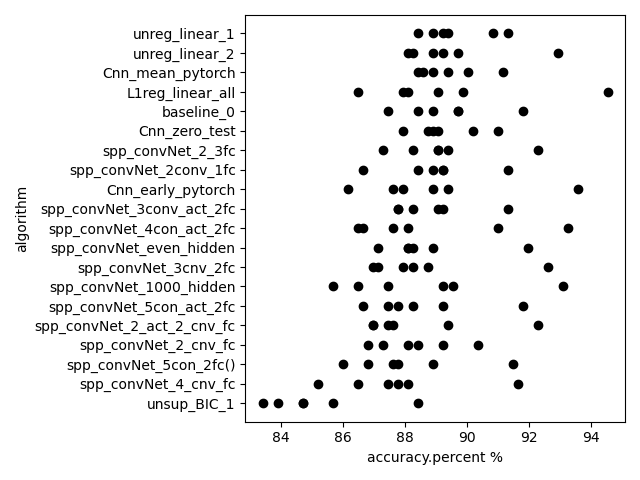 unreg_linear_1
unreg_linear_2
Cnn_mean_pytorch
L1reg_linear_all
baseline_0
Cnn_zero_test
spp_convNet_2_3fc
spp_convNet_2conv_1fc
Cnn_early_pytorch
spp_convNet_3conv_act_2fc
spp_convNet_4con_act_2fc
spp_convNet_even_hidden
spp_convNet_3cnv_2fc
spp_convNet_1000_hidden
spp_convNet_5con_act_2fc
spp_convNet_2_act_2_cnv_fc
spp_convNet_2_cnv_fc
spp_convNet_5con_2fc()
spp_convNet_4_cnv_fc
unsup_BIC_1
algorithm
84 86 88 90 92 94
accuracy.percent %